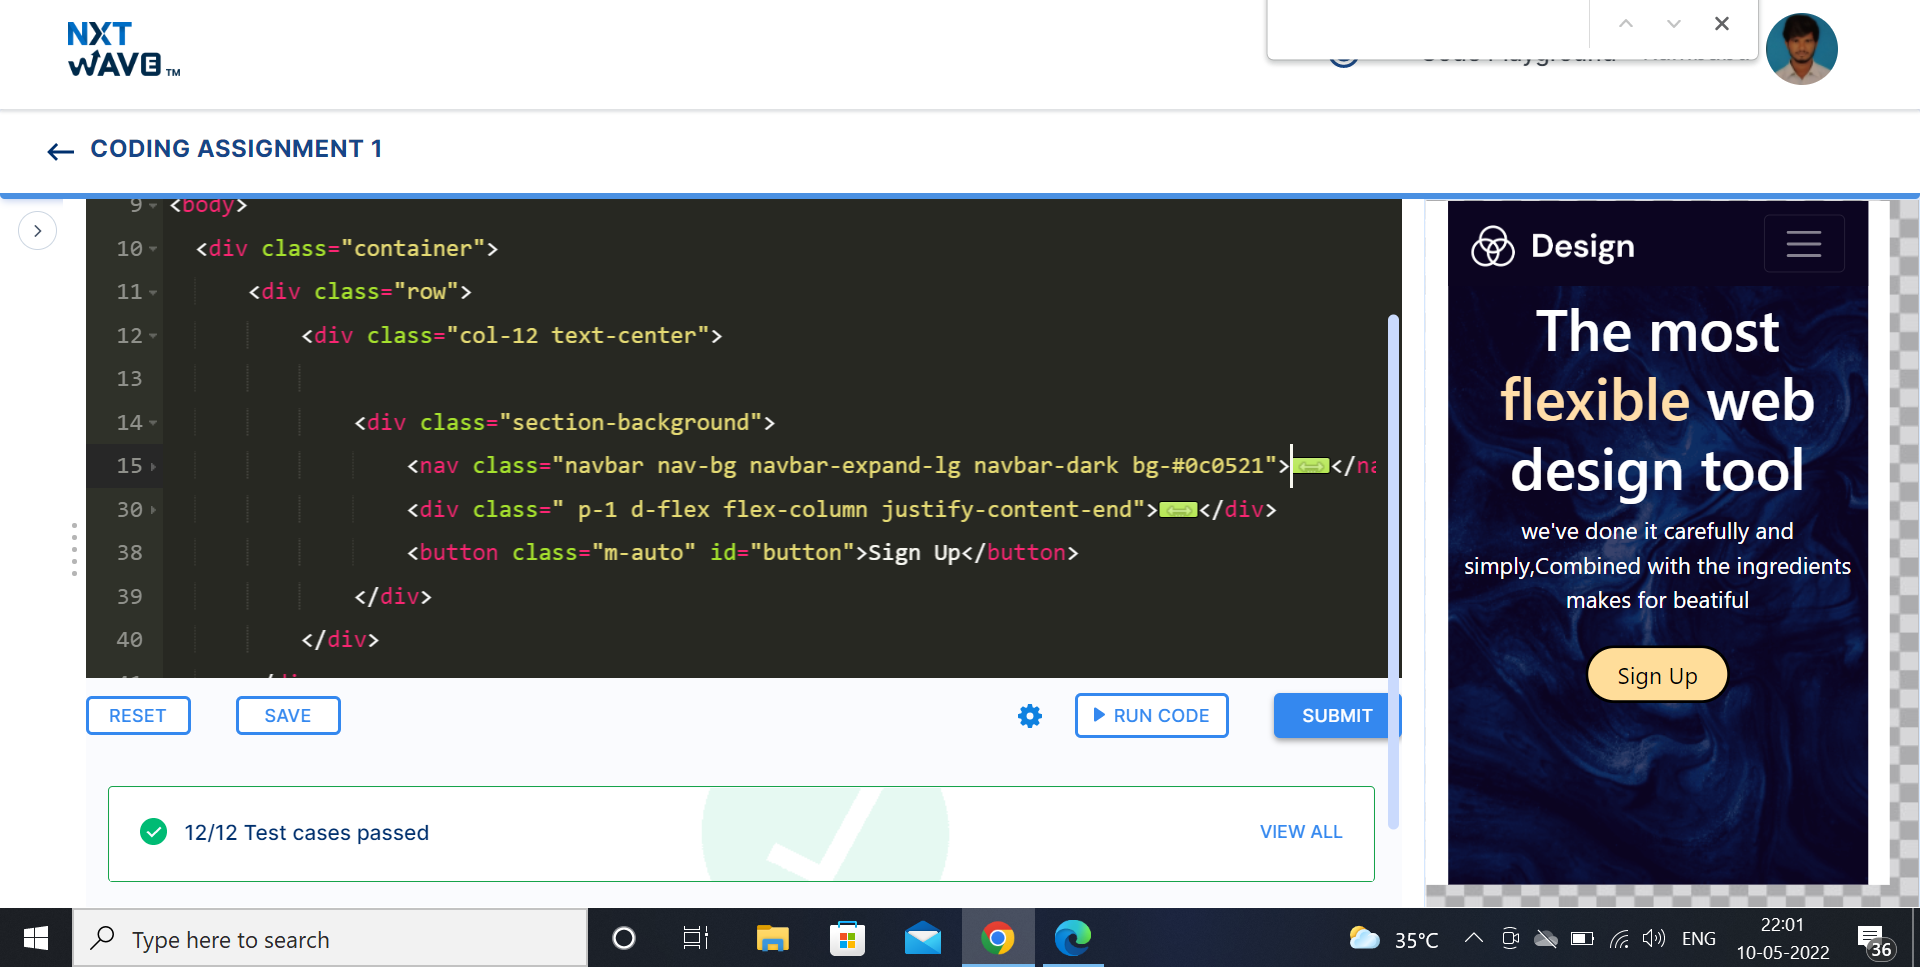 NXT
WAVE TM
CODING ASSIGNMENT 1
9 <body>
10 <div class="container">
11 <div class="row">
12 <div class="col-12 text-center">
13
14 <div class="section-background">
15 <nav class="navbar nav-bg navbar-expand-lg navbar-dark bg-#0c0521"></na
30 <div class=" p-1 d-flex flex-column justify-content-end"></div>
38 <button class="m-auto" id="button">Sign Up</button>
39 </div>
40 </div>
RESET
SAVE
RUN CODE
SUBMIT
12/12 Test cases passed
VIEW ALL
Design
The most
flexible web
design tool
we've done it carefully and
simply,Combined with the ingredients
makes for beatiful
Sign Up
Type here to search
35°C
ENG
22:01
10-05-2022
36